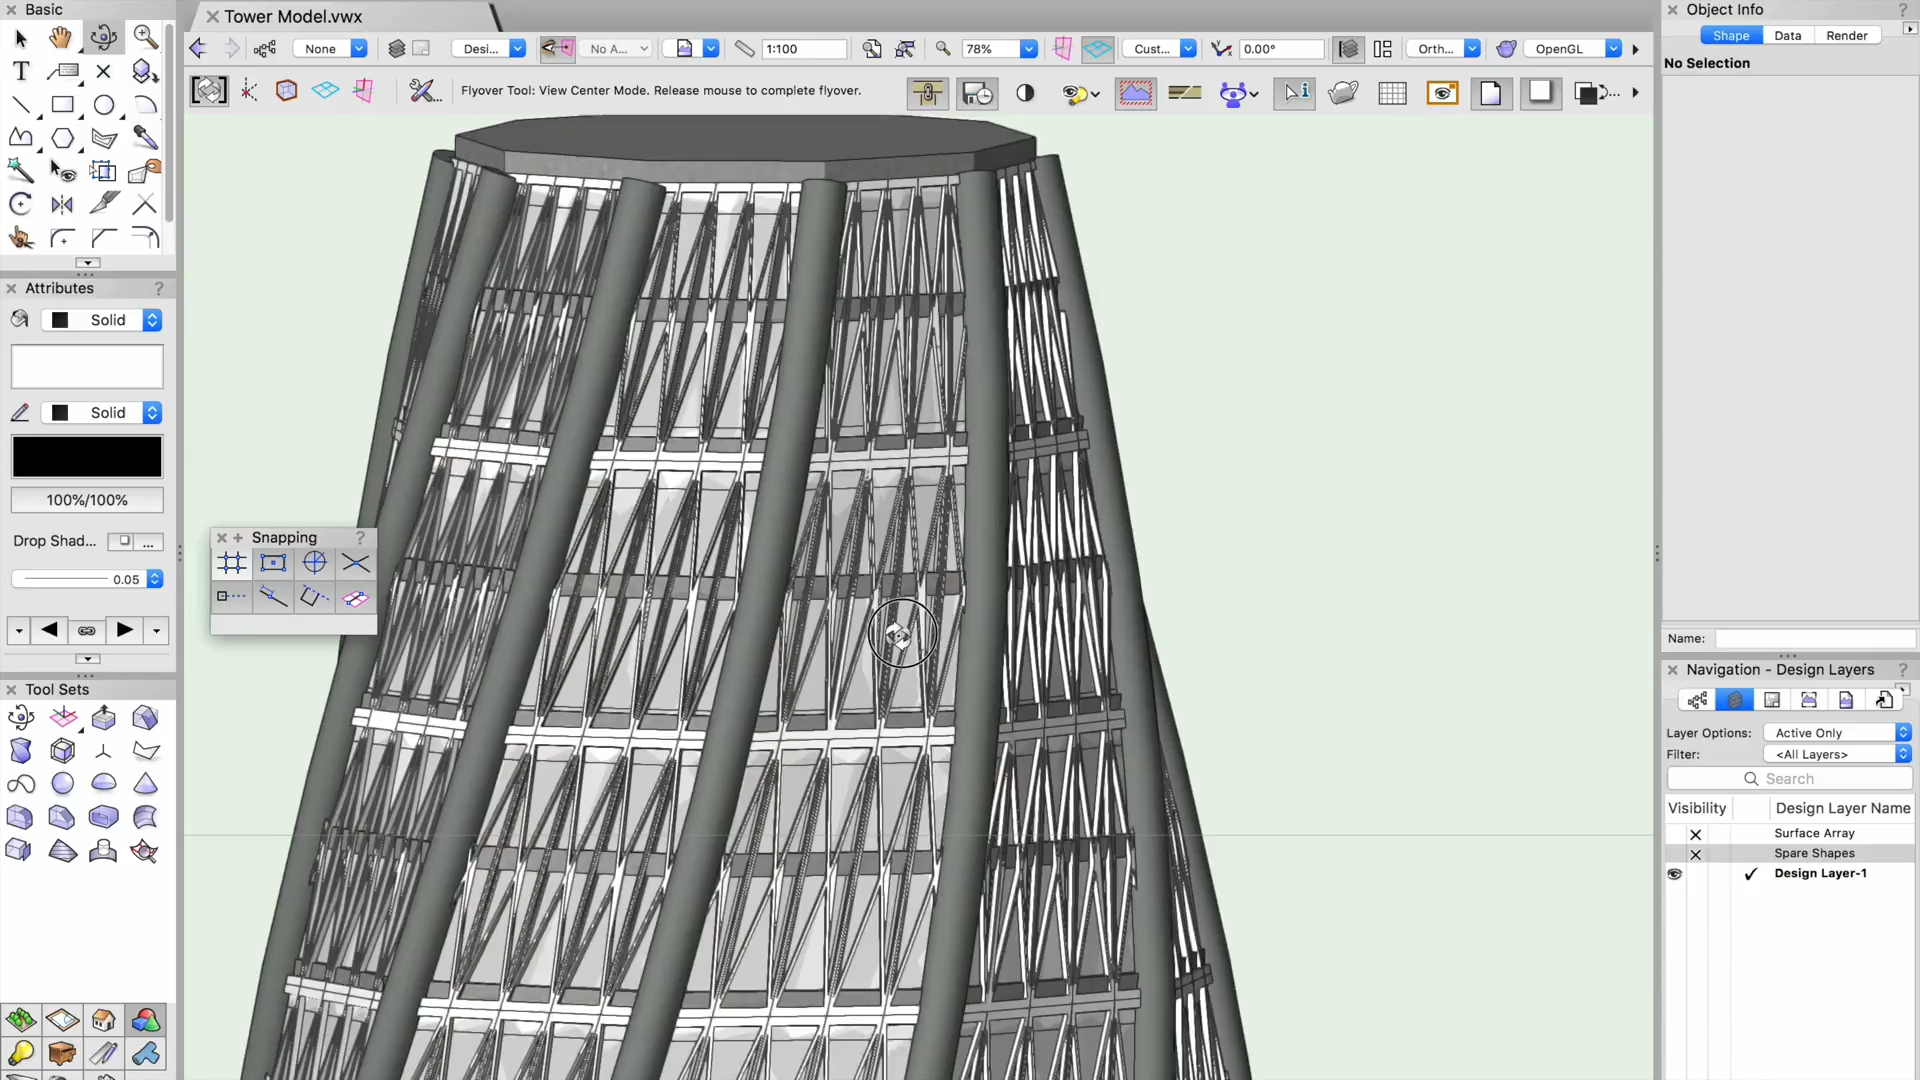 Basic
Tower Model.vwx
Object Info
?
None
Desi...
No A...
1:100
78%
Cust...
0.00°
Orth...
OpenGL
Shape
Data
Render
No Selection
Flyover Tool: View Center Mode. Release mouse to complete flyover.
Attributes
?
Solid
Solid
100%/100%
Drop Shad...
...
0.05
Snapping
?
Tool Sets
Name:
Navigation - Design Layers
?
Layer Options:
Active Only
Filter:
<All Layers>
Search
Visibility
Design Layer Name
Surface Array
Spare Shapes
Design Layer-1